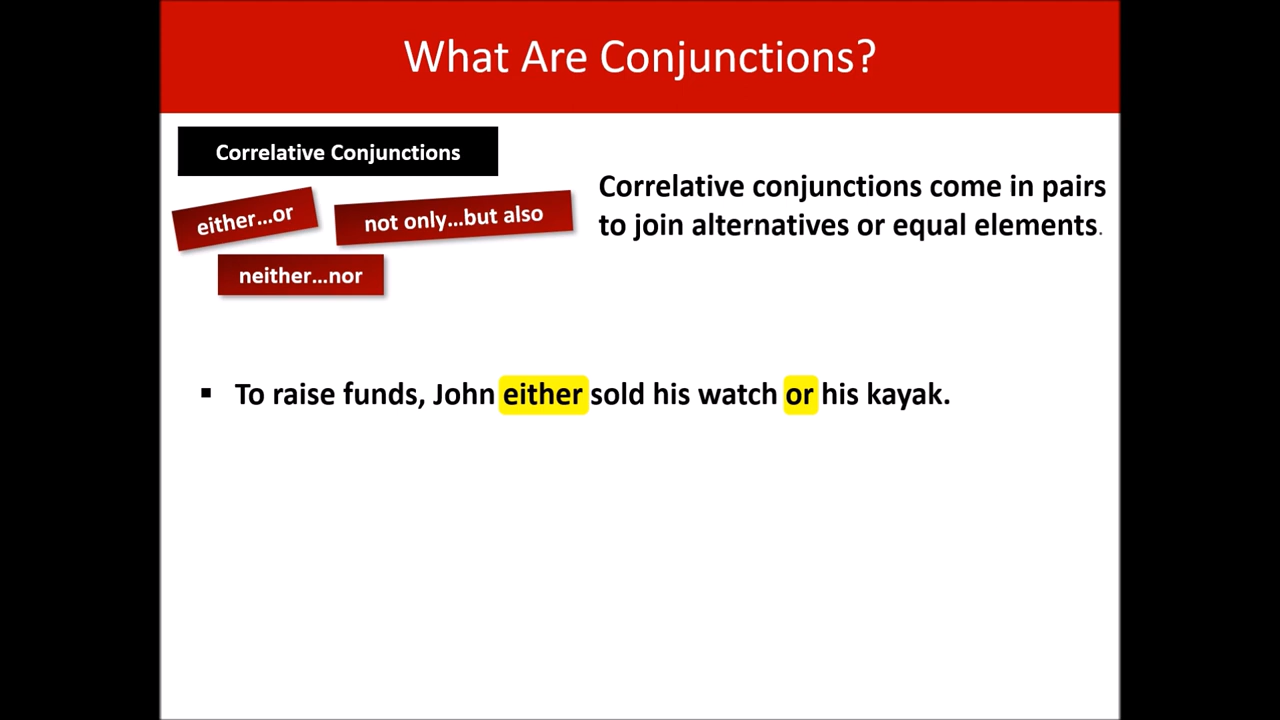 What Are Conjunctions?
Correlative Conjunctions
either...or
not only...but also
neither...nor
Correlative conjunctions come in pairs
to join alternatives or equal elements.
▪ To raise funds, John either sold his watch or his kayak.